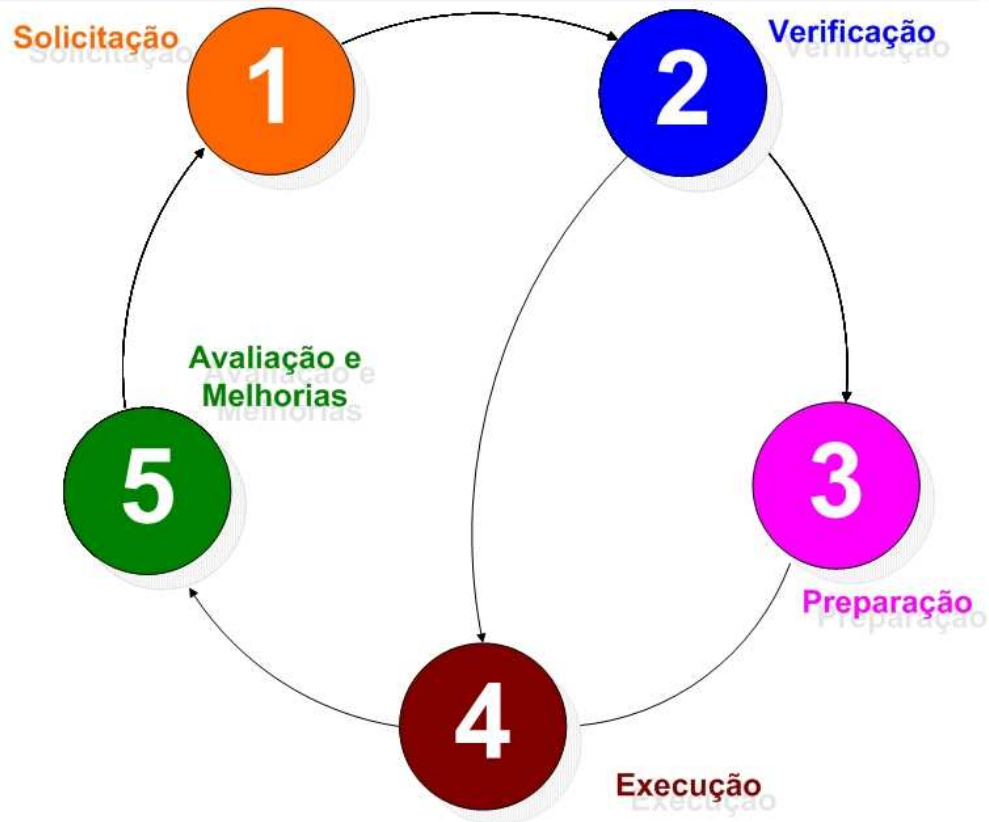 Solicitação
1
2
Verificação
Avaliação e
Melhorias
5
3
Preparação
4
Execução